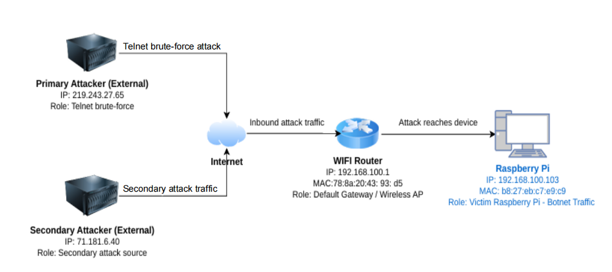 Telnet brute-force attack
Primary Attacker (External)
IP: 219.243.27.65
Role: Telnet brute-force
Inbound attack traffic
Attack reaches device
Internet
WIFI Router
IP: 192.168.100.1
MAC:78:8a:20:43: 93: d5
Role: Default Gateway / Wireless AP
Raspberry Pi
IP: 192.168.100.103
MAC: b8:27:eb:c7:e9:c9
Role: Victim Raspberry Pi - Botnet Traffic
Secondary attack traffic
Secondary Attacker (External)
IP: 71.181.6.40
Role: Secondary attack source